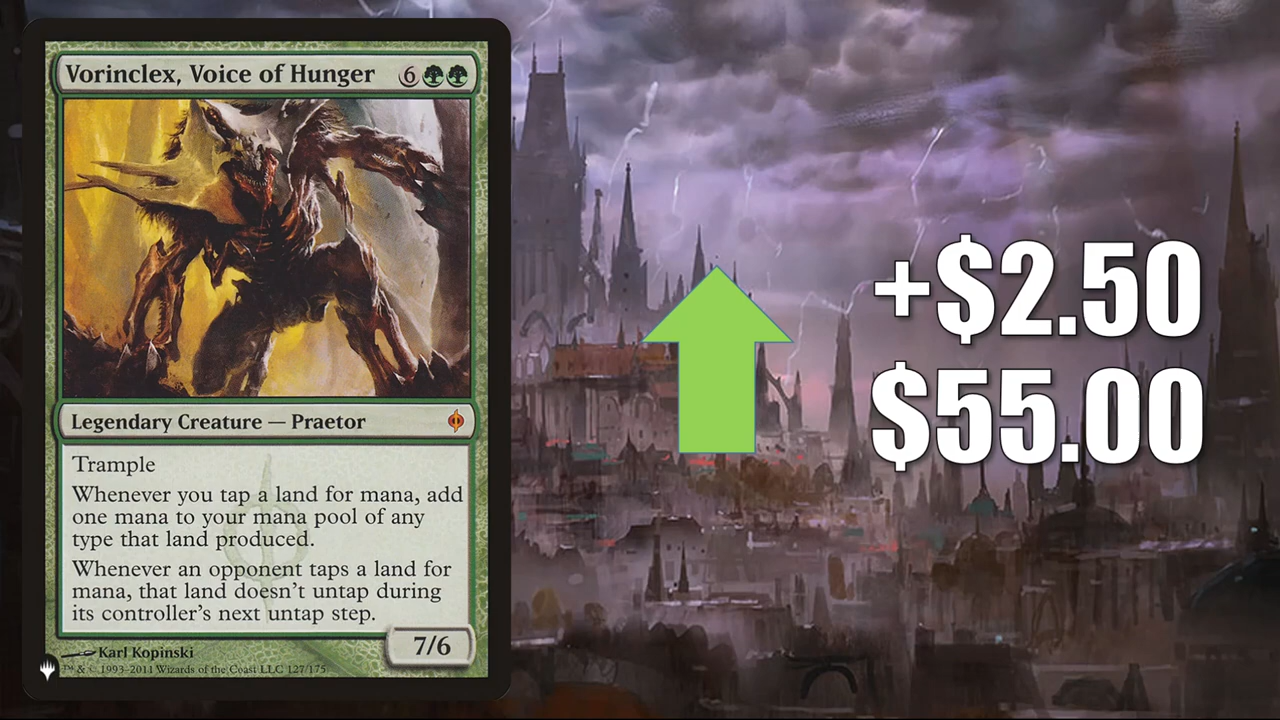 Vorinclex, Voice of Hunger 6
Legendary Creature — Praetor
Trample
Whenever you tap a land for mana, add
one mana to your mana pool of any
type that land produced.
Whenever an opponent taps a land for
mana, that land doesn't untap during
its controller's next untap step.
7/6
Karl Kopinski
™ & © 1993–2011 Wizards of the Coast LLC 127/175
+$2.50
$55.00